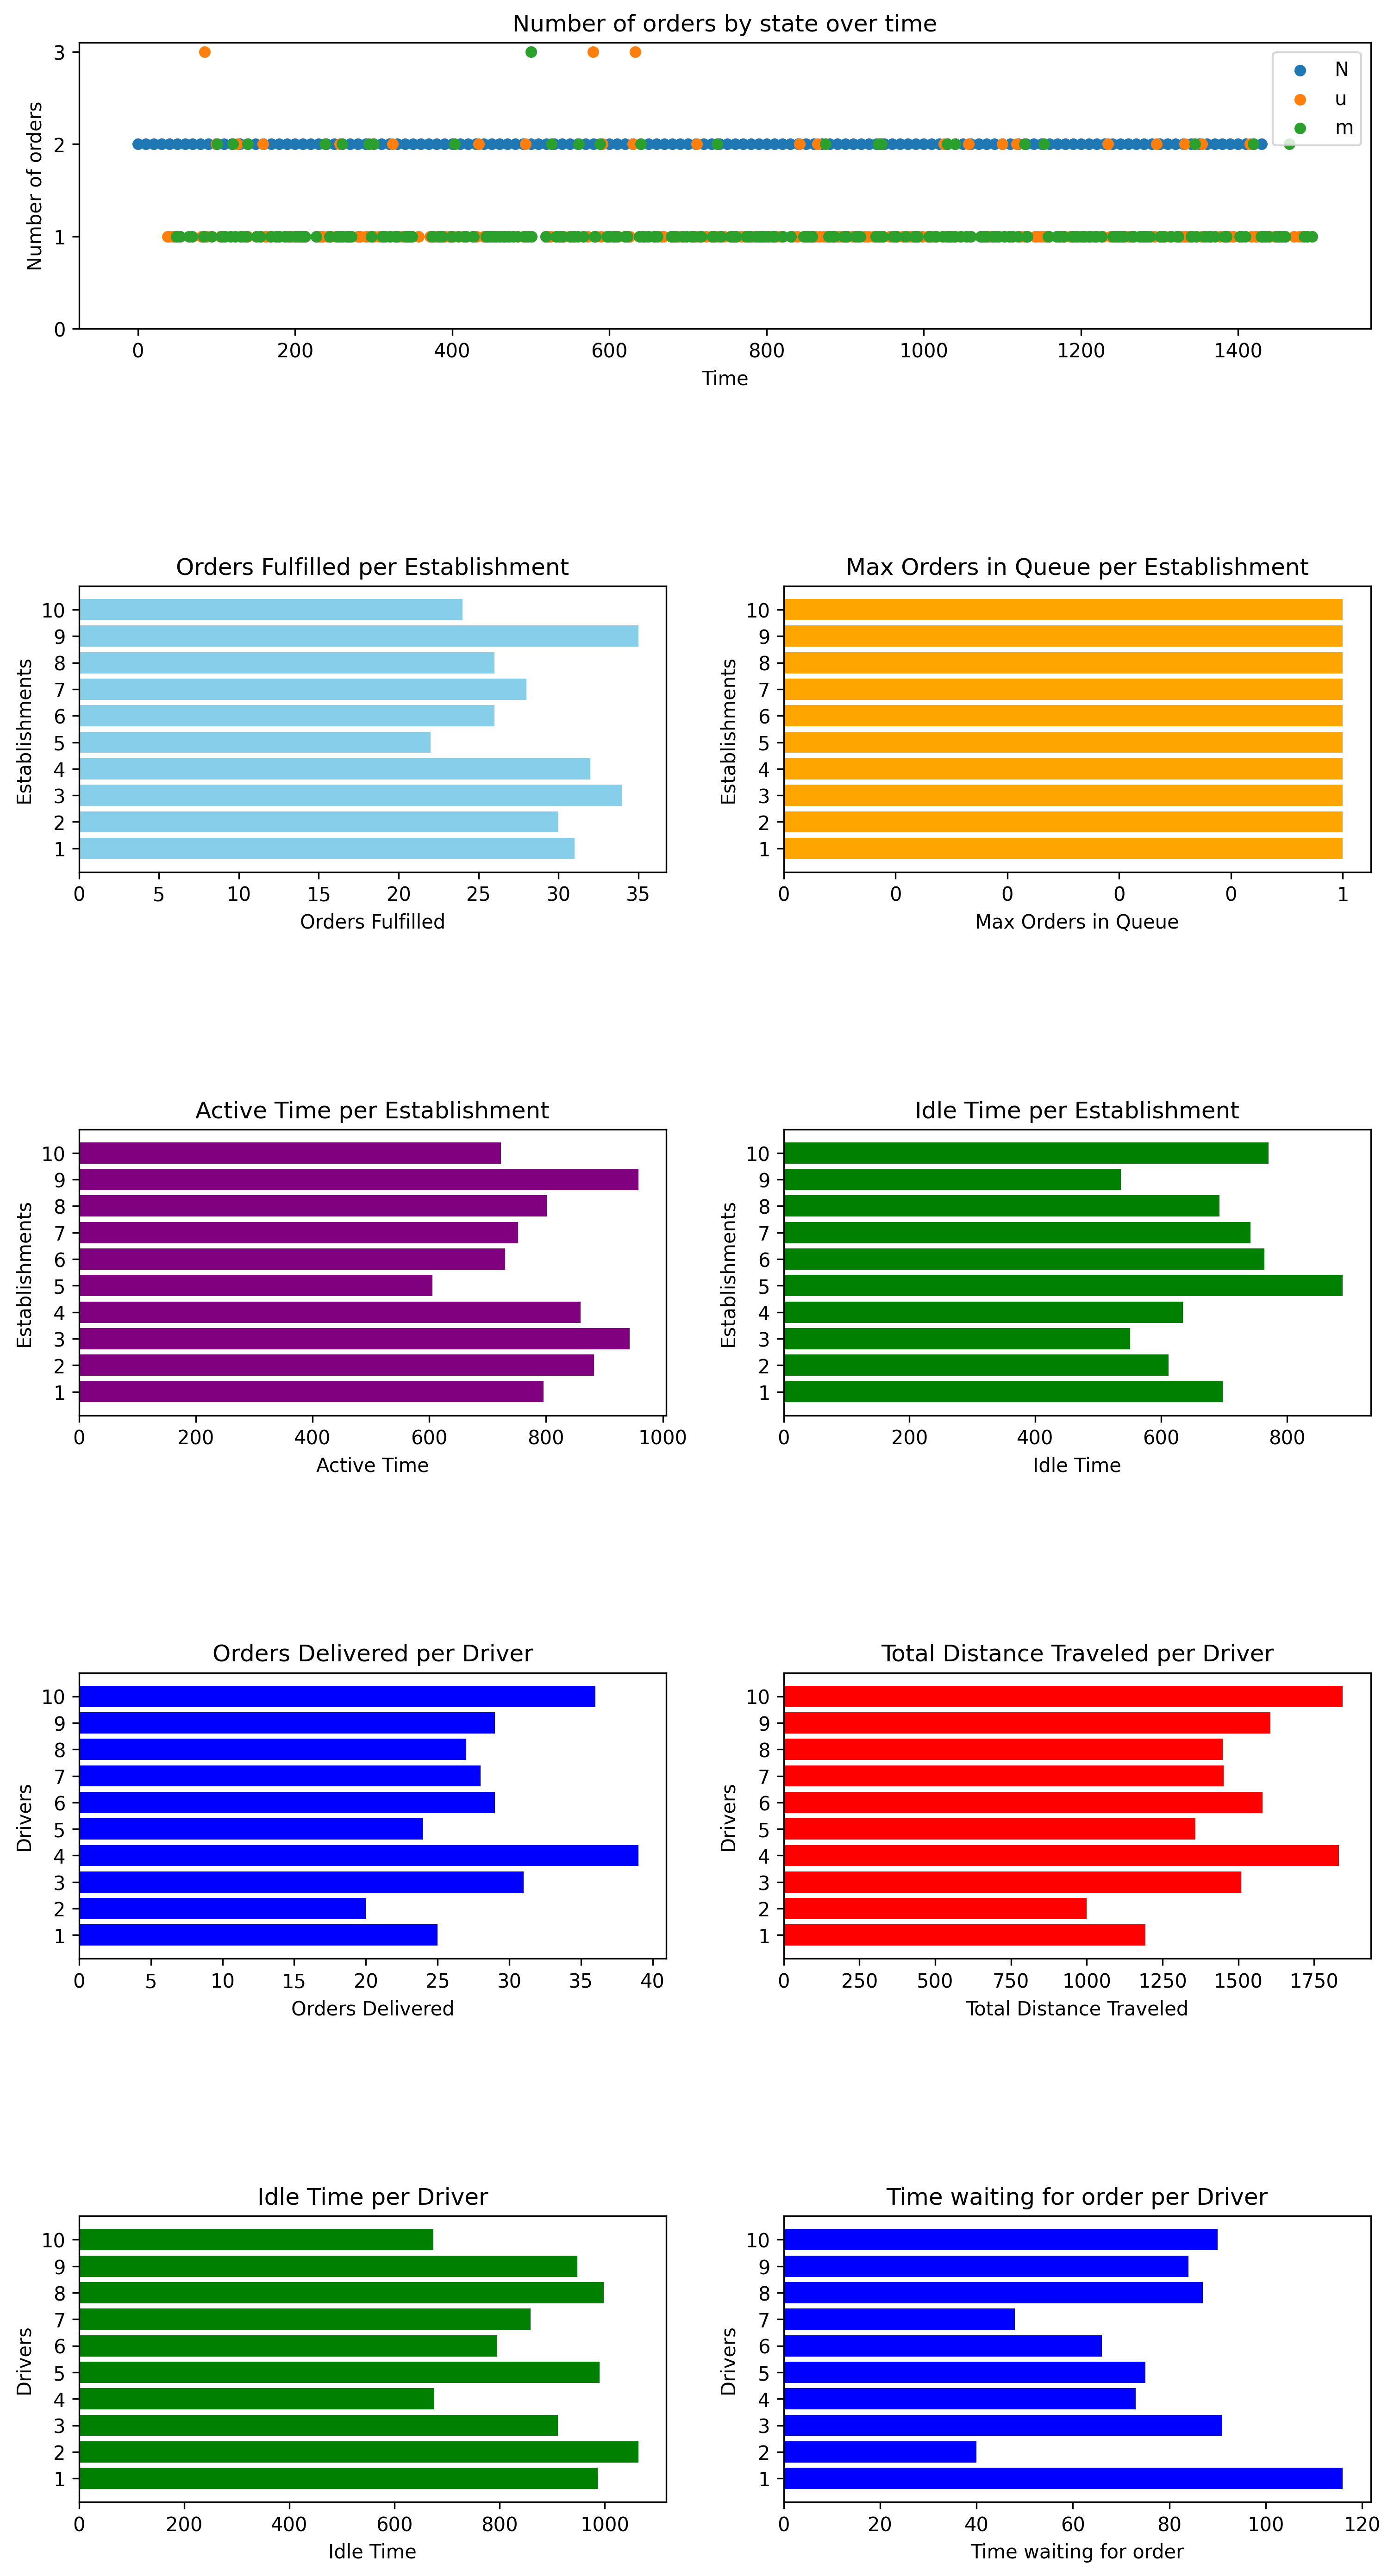 Number of orders by state over time
Number of orders
3
2
1
0
N
u
m
0 200 400 600 800 1000 1200 1400
Time
Orders Fulfilled per Establishment
Establishments
10
9
8
7
6
5
4
3
2
1
0 5 10 15 20 25 30 35
Orders Fulfilled
Max Orders in Queue per Establishment
Establishments
10
9
8
7
6
5
4
3
2
1
0 0 0 0 0 1
Max Orders in Queue
Active Time per Establishment
Establishments
10
9
8
7
6
5
4
3
2
1
0 200 400 600 800 1000
Active Time
Idle Time per Establishment
Establishments
10
9
8
7
6
5
4
3
2
1
0 200 400 600 800
Idle Time
Orders Delivered per Driver
Drivers
10
9
8
7
6
5
4
3
2
1
0 5 10 15 20 25 30 35 40
Orders Delivered
Total Distance Traveled per Driver
Drivers
10
9
8
7
6
5
4
3
2
1
0 250 500 750 1000 1250 1500 1750
Total Distance Traveled
Idle Time per Driver
Drivers
10
9
8
7
6
5
4
3
2
1
0 200 400 600 800 1000
Idle Time
Time waiting for order per Driver
Drivers
10
9
8
7
6
5
4
3
2
1
0 20 40 60 80 100 120
Time waiting for order